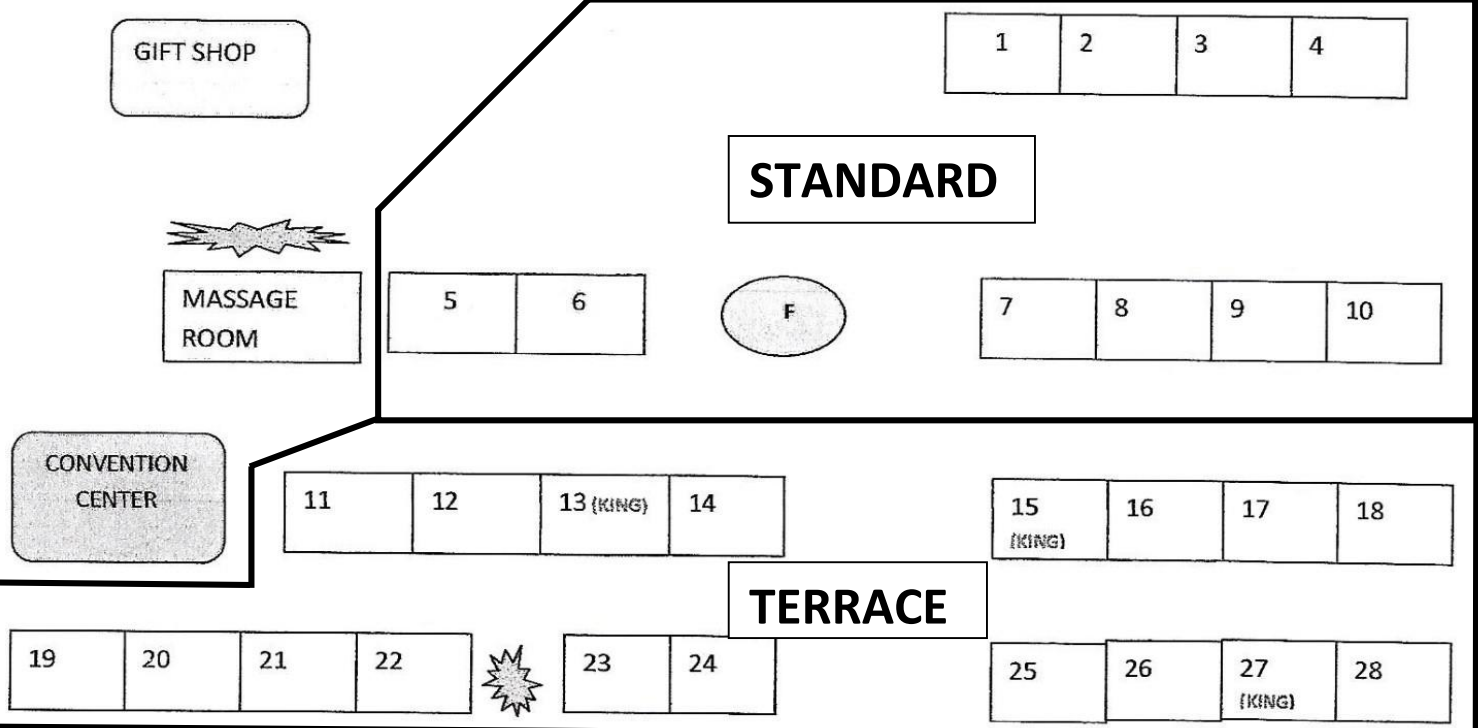 GIFT SHOP
1 2 3 4
STANDARD
MASSAGE
ROOM
5 6
F
7 8 9 10
CONVENTION
CENTER
11 12 13 (KING) 14
15 16 17 18
(KING)
TERRACE
19 20 21 22
23 24
25 26 27 28
(KING)